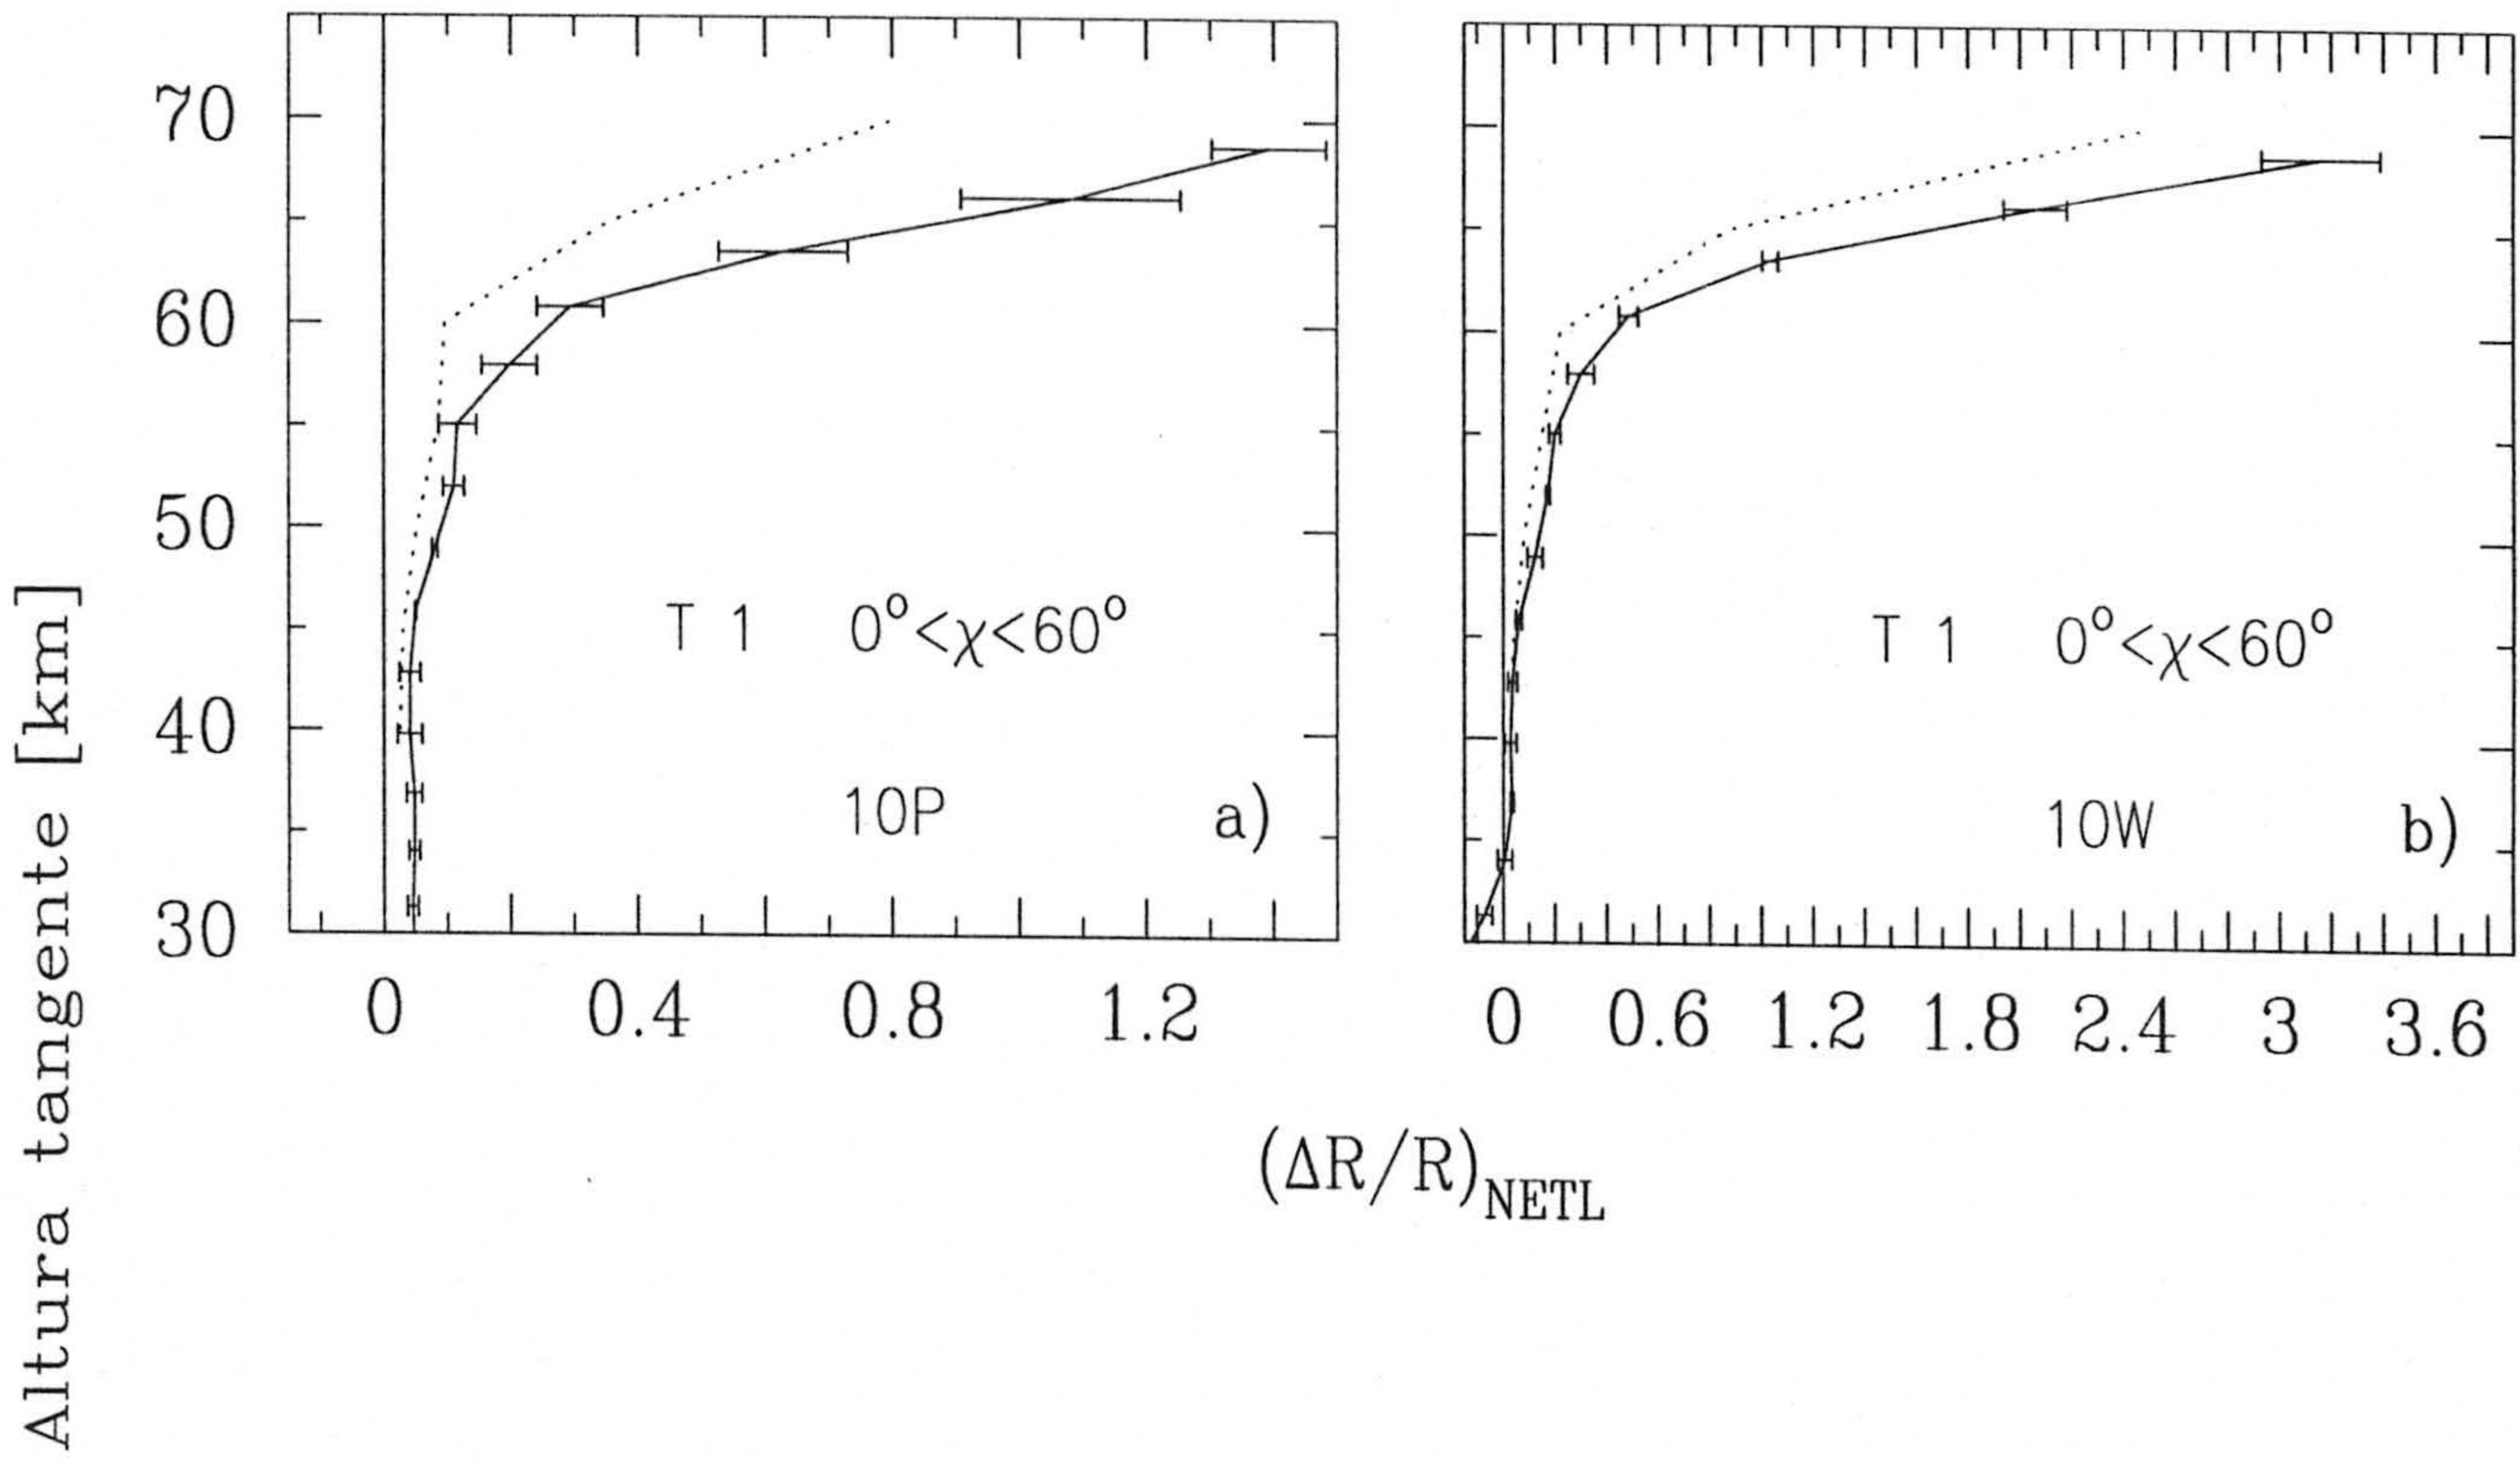 Altura tangente [km]
70
60
50
40
30
T 1 0°<χ<60°
10P
a)
0 0.4 0.8 1.2
T 1 0°<χ<60°
10W
b)
0 0.6 1.2 1.8 2.4 3 3.6
(ΔR/R)NETL